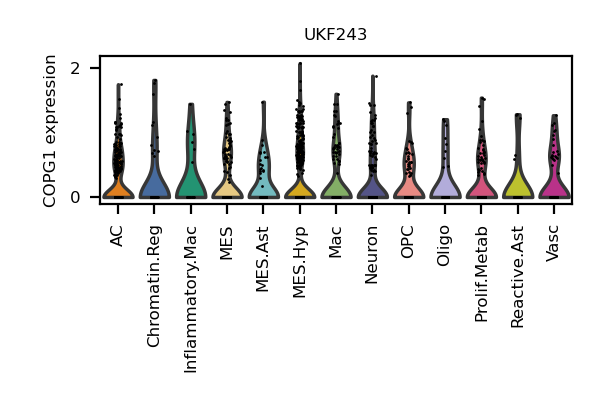 UKF243
COPG1 expression
2
0
AC
Chromatin.Reg
Inflammatory.Mac
MES
MES.Ast
MES.Hyp
Mac
Neuron
OPC
Oligo
Prolif.Metab
Reactive.Ast
Vasc